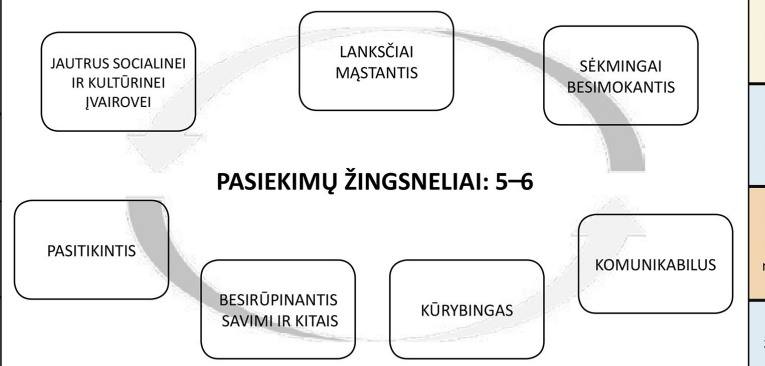 JAUTRUS SOCIALINEI
IR KULTŪRINEI
ĮVAIROVEI
LANKSČIAI
MĄSTANTIS
SĖKMINGAI
BESIMOKANTIS
PASIEKIMŲ ŽINGSNELIAI: 5–6
PASITIKINTIS
BESIRŪPINANTIS
SAVIMI IR KITAIS
KŪRYBINGAS
KOMUNIKABILUS